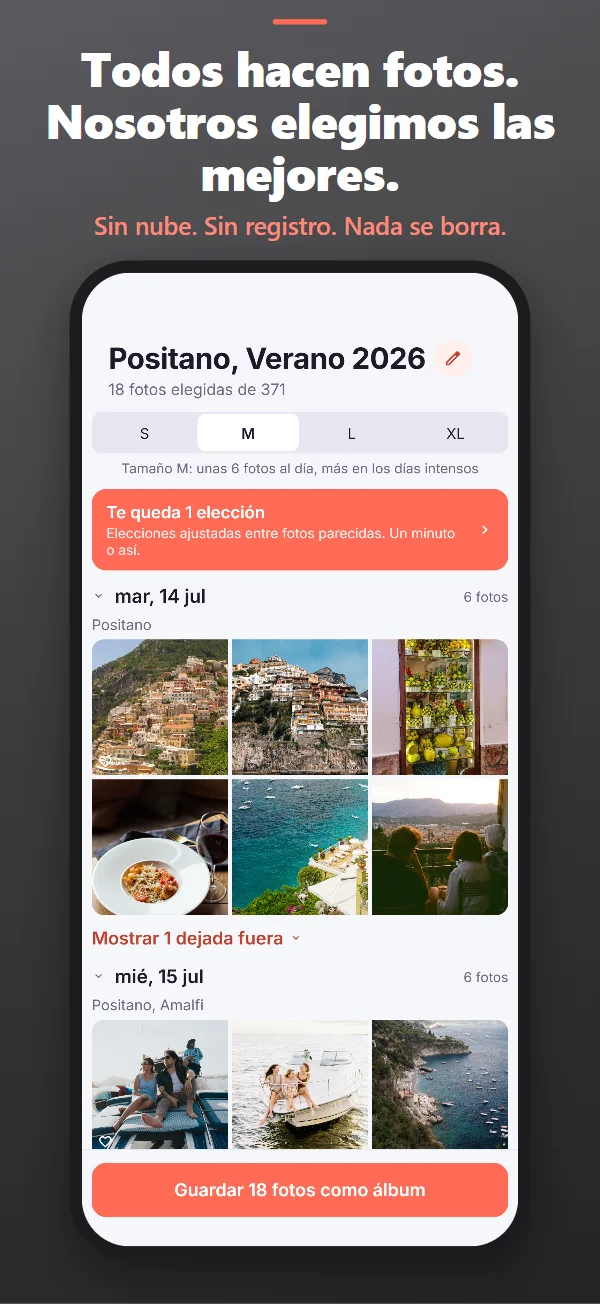 Todos hacen fotos.
Nosotros elegimos las
mejores.
Sin nube. Sin registro. Nada se borra.
Positano, Verano 2026
18 fotos elegidas de 371
S M L XL
Tamaño M: unas 6 fotos al día, más en los días intensos
Te queda 1 elección
Elecciones ajustadas entre fotos parecidas. Un minuto
o así.
mar, 14 jul 6 fotos
Positano
Mostrar 1 dejada fuera
mié, 15 jul 6 fotos
Positano, Amalfi
Guardar 18 fotos como álbum